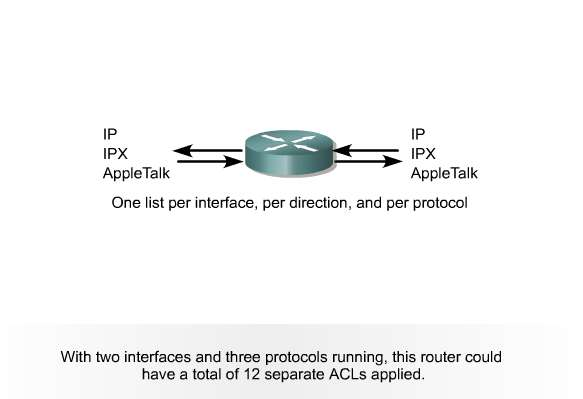 IP
IPX
AppleTalk
IP
IPX
AppleTalk
One list per interface, per direction, and per protocol
With two interfaces and three protocols running, this router could
have a total of 12 separate ACLs applied.